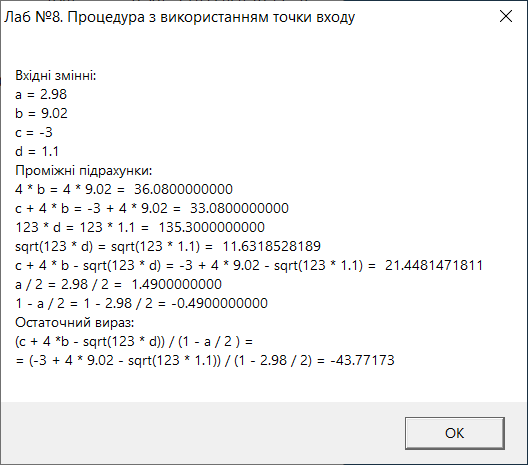 Лаб №8. Процедура з використанням точки входу
Вхідні змінні:
a = 2.98
b = 9.02
c = -3
d = 1.1
Проміжні підрахунки:
4 * b = 4 * 9.02 =  36.0800000000
c + 4 * b = -3 + 4 * 9.02 =  33.0800000000
123 * d = 123 * 1.1 =  135.3000000000
sqrt(123 * d) = sqrt(123 * 1.1) =  11.6318528189
c + 4 * b - sqrt(123 * d) = -3 + 4 * 9.02 - sqrt(123 * 1.1) =  21.4481471811
a / 2 = 2.98 / 2 =  1.4900000000
1 - a / 2 = 1 - 2.98 / 2 = -0.4900000000
Остаточний вираз:
(c + 4 *b - sqrt(123 * d)) / (1 - a / 2 ) =
= (-3 + 4 * 9.02 - sqrt(123 * 1.1)) / (1 - 2.98 / 2) = -43.77173
OK